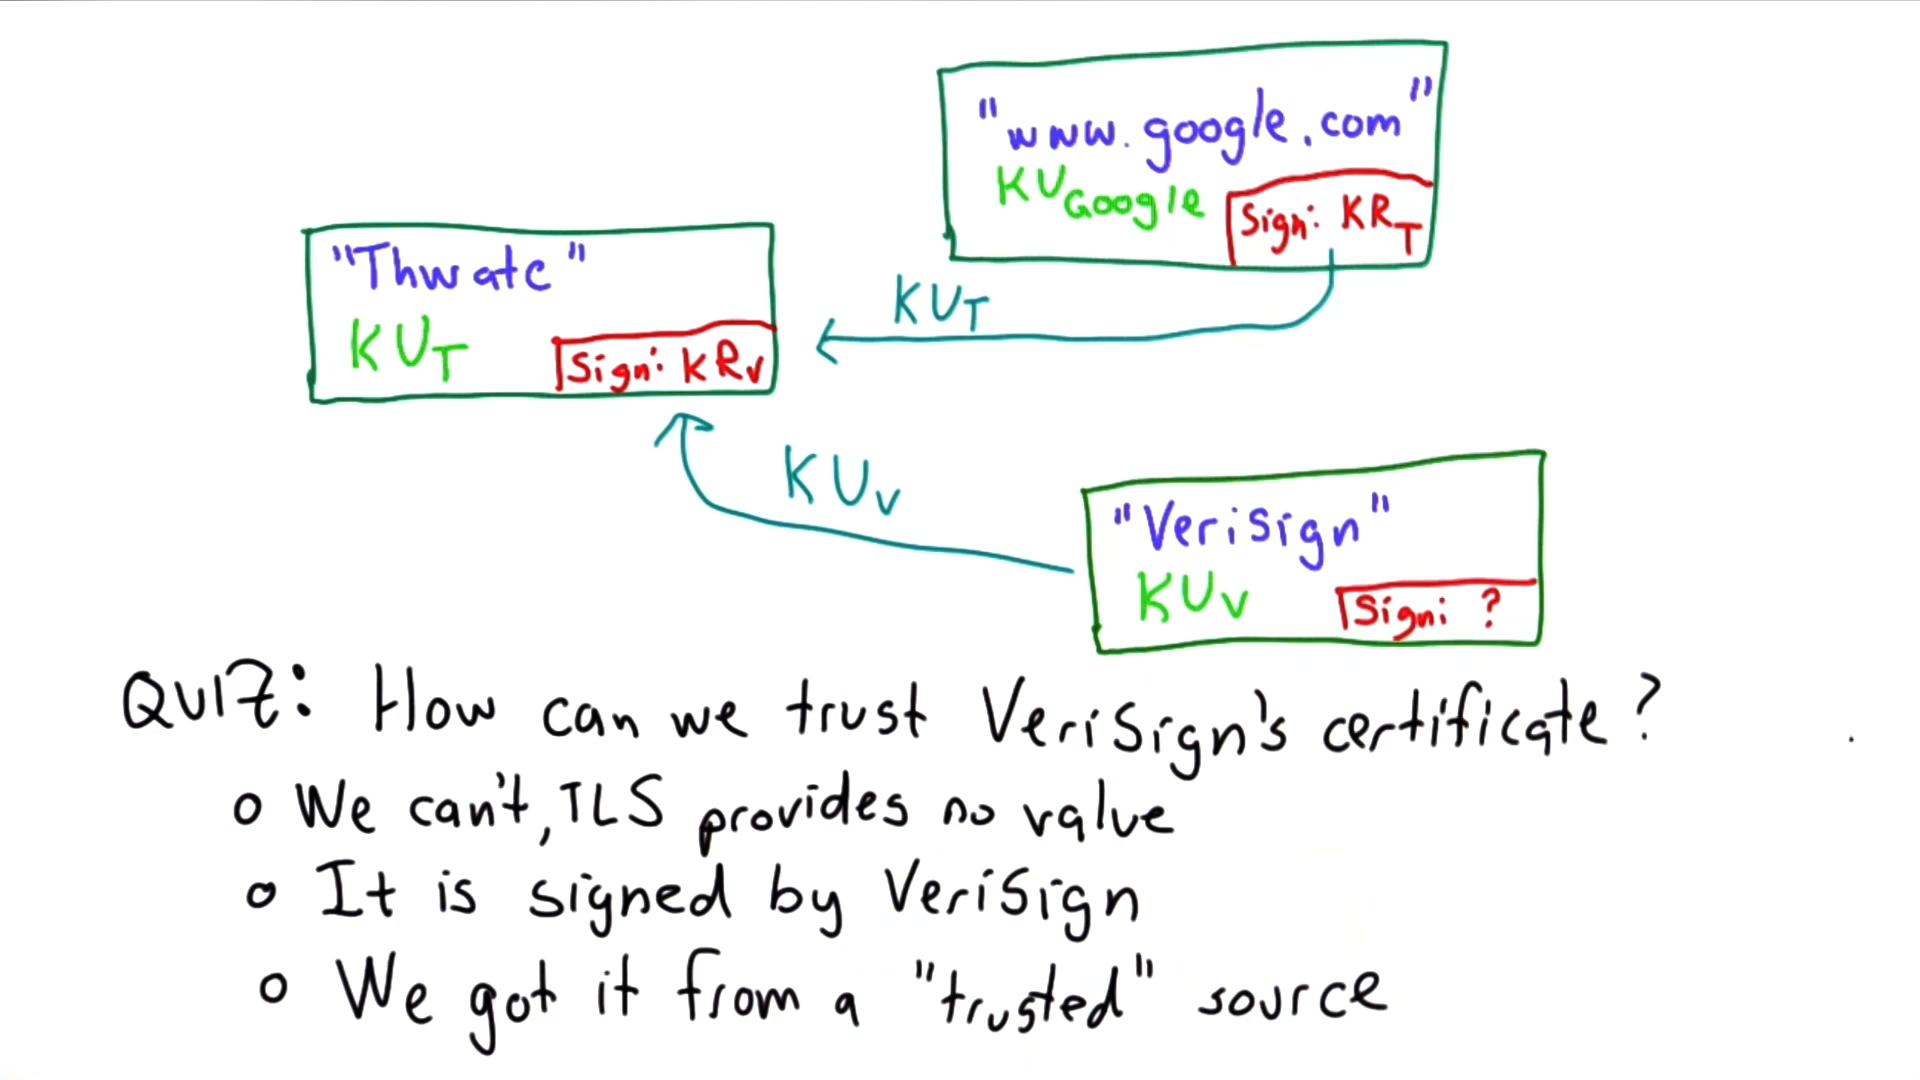 "www.google.com"
KUGoogle
Sign: KRT
"Thwate"
KUT
Sign: KRV
KUT
KUV
"VeriSign"
KUV
Sign: ?
QUIZ: How can we trust VeriSign's certificate?
o We can't, TLS provides no value
o It is signed by VeriSign
o We got it from a "trusted" source